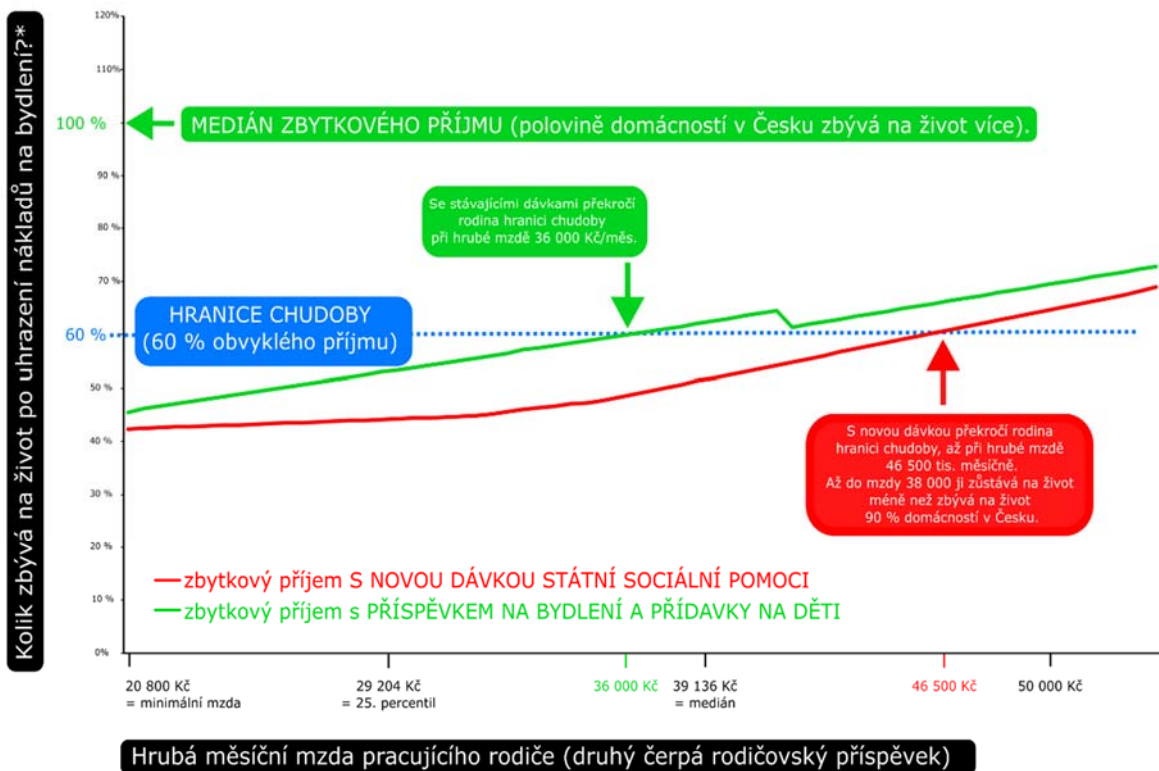 Kolik zbývá na život po uhrazení nákladů na bydlení?*
120%
110%
100 %
90 %
80 %
70 %
60 %
50 %
40 %
30 %
20 %
10 %
0%
MEDIÁN ZBYTKOVÉHO PŘÍJMU (polovině domácností v Česku zbývá na život více).
Se stávajícími dávkami překročí
rodina hranici chudoby
při hrubé mzdě 36 000 Kč/měs.
HRANICE CHUDOBY
(60 % obvyklého příjmu)
S novou dávkou překročí rodina
hranici chudoby, až při hrubé mzdě
46 500 tis. měsíčně.
Až do mzdy 38 000 ji zůstává na život
méně než zbývá na život
90 % domácností v Česku.
zbytkový příjem S NOVOU DÁVKOU STÁTNÍ SOCIÁLNÍ POMOCI
zbytkový příjem s PŘÍSPĚVKEM NA BYDLENÍ A PŘÍDAVKY NA DĚTI
20 800 Kč
= minimální mzda
29 204 Kč
= 25. percentil
36 000 Kč
39 136 Kč
= medián
46 500 Kč
50 000 Kč
Hrubá měsíční mzda pracujícího rodiče (druhý čerpá rodičovský příspěvek)